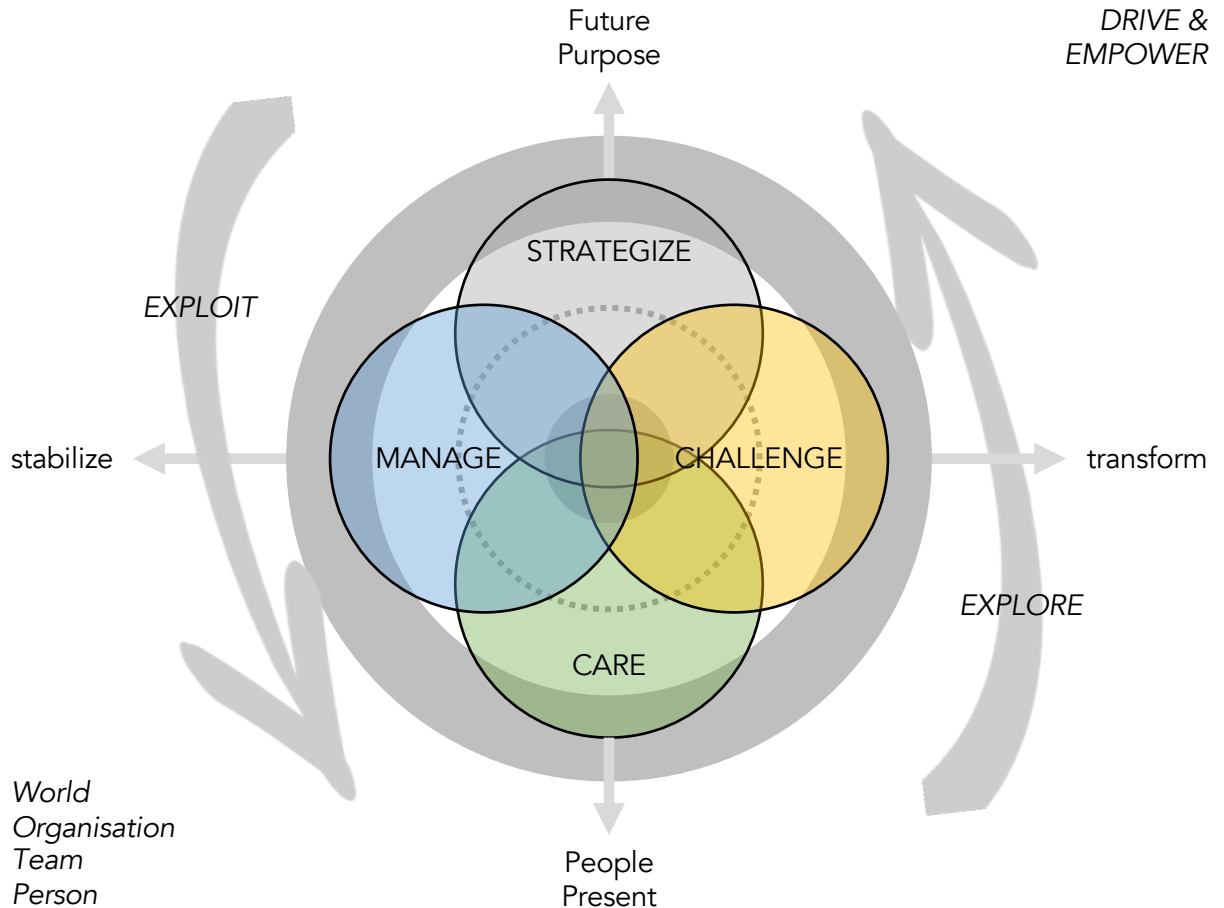 Future
Purpose
DRIVE &
EMPOWER
STRATEGIZE
EXPLOIT
stabilize
MANAGE
CHALLENGE
transform
EXPLORE
CARE
World
Organisation
Team
Person
People
Present